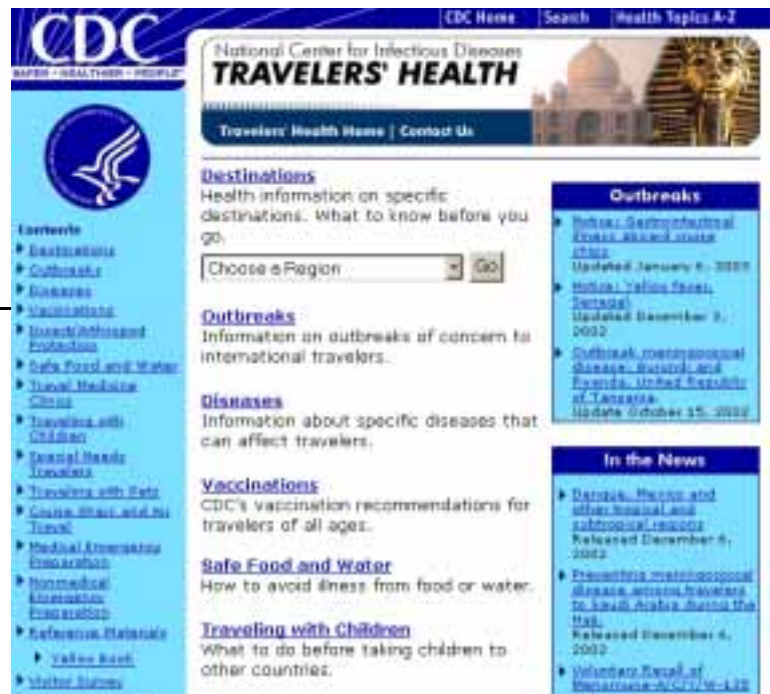 CDC Home Search Health Topics A-Z
CDC
SAFER • HEALTHIER • PEOPLE
National Center for Infectious Diseases
TRAVELERS' HEALTH
Travelers' Health Home | Contact Us
Contents
Destinations
Outbreaks
Diseases
Vaccinations
Insect/Arthropod
Protection
Safe Food and Water
Travel Medicine
Clinics
Traveling with
Children
Special Needs
Travelers
Traveling with Pets
Cruise Ships and Air
Travel
Medical Emergency
Preparation
Nonmedical
Emergency
Preparation
Reference Materials
Yellow Book
Visitor Survey
Destinations
Health information on specific
destinations. What to know before you
go.
Choose a Region Go
Outbreaks
Information on outbreaks of concern to
international travelers.
Diseases
Information about specific diseases that
can affect travelers.
Vaccinations
CDC's vaccination recommendations for
travelers of all ages.
Safe Food and Water
How to avoid illness from food or water.
Traveling with Children
What to do before taking children to
other countries.
Outbreaks
Notice: Gastrointestinal
illness aboard cruise
ships
Updated January 6, 2003
Notice: Yellow fever,
Senegal
Updated December 3,
2002
Outbreak meningococcal
disease, Burundi and
Rwanda, United Republic
of Tanzania
Update October 15, 2002
In the News
Dengue, Mexico and
other tropical and
subtropical regions
Released December 6,
2002
Preventing meningococcal
disease among travelers
to Saudi Arabia during the
Hajj
Released December 4,
2002
Voluntary Recall of
Menomune-A/C/Y/W-135